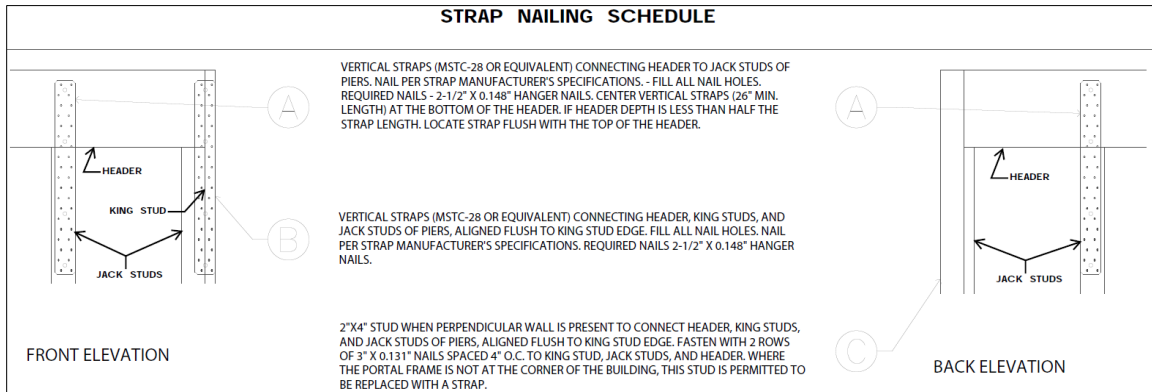 STRAP NAILING SCHEDULE
A
HEADER
KING STUD
B
JACK STUDS
FRONT ELEVATION
VERTICAL STRAPS (MSTC-28 OR EQUIVALENT) CONNECTING HEADER TO JACK STUDS OF
PIERS. NAIL PER STRAP MANUFACTURER'S SPECIFICATIONS. - FILL ALL NAIL HOLES.
REQUIRED NAILS - 2-1/2" X 0.148" HANGER NAILS. CENTER VERTICAL STRAPS (26" MIN.
LENGTH) AT THE BOTTOM OF THE HEADER. IF HEADER DEPTH IS LESS THAN HALF THE
STRAP LENGTH. LOCATE STRAP FLUSH WITH THE TOP OF THE HEADER.
VERTICAL STRAPS (MSTC-28 OR EQUIVALENT) CONNECTING HEADER, KING STUDS, AND
JACK STUDS OF PIERS, ALIGNED FLUSH TO KING STUD EDGE. FILL ALL NAIL HOLES. NAIL
PER STRAP MANUFACTURER'S SPECIFICATIONS. REQUIRED NAILS 2-1/2" X 0.148" HANGER
NAILS.
2"X4" STUD WHEN PERPENDICULAR WALL IS PRESENT TO CONNECT HEADER, KING STUDS,
AND JACK STUDS OF PIERS, ALIGNED FLUSH TO KING STUD EDGE. FASTEN WITH 2 ROWS
OF 3" X 0.131" NAILS SPACED 4" O.C. TO KING STUD, JACK STUDS, AND HEADER. WHERE
THE PORTAL FRAME IS NOT AT THE CORNER OF THE BUILDING, THIS STUD IS PERMITTED TO
BE REPLACED WITH A STRAP.
A
HEADER
JACK STUDS
C
BACK ELEVATION